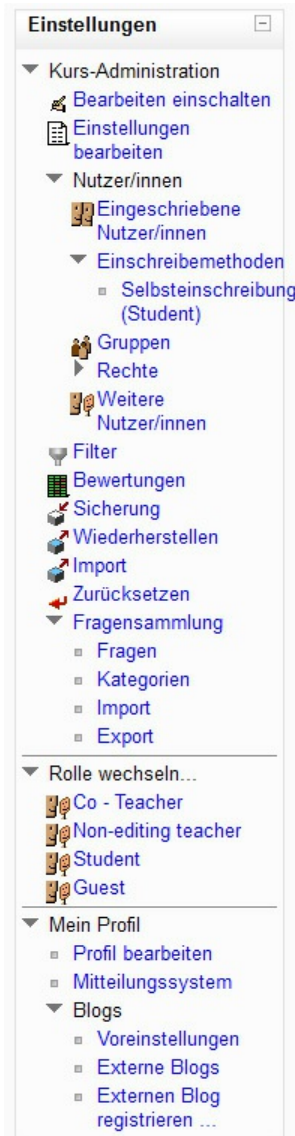 Einstellungen
Kurs-Administration
Bearbeiten einschalten
Einstellungen
bearbeiten
Nutzer/innen
Eingeschriebene
Nutzer/innen
Einschreibemethoden
Selbsteinschreibung
(Student)
Gruppen
Rechte
Weitere
Nutzer/innen
Filter
Bewertungen
Sicherung
Wiederherstellen
Import
Zurücksetzen
Fragensammlung
Fragen
Kategorien
Import
Export
Rolle wechseln...
Co - Teacher
Non-editing teacher
Student
Guest
Mein Profil
Profil bearbeiten
Mitteilungssystem
Blogs
Voreinstellungen
Externe Blogs
Externen Blog
registrieren ...